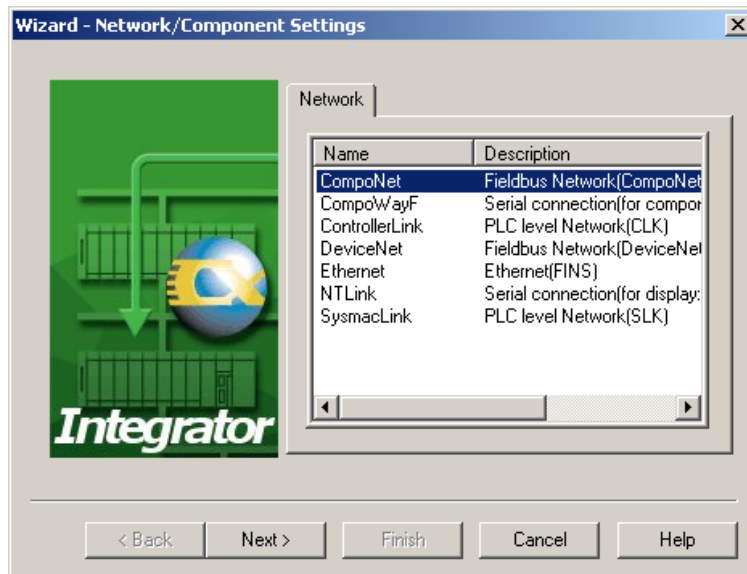 Wizard - Network/Component Settings
Network
Name Description
CompoNet Fieldbus Network(CompoNet
CompoWayF Serial connection(for compor
ControllerLink PLC level Network(CLK)
DeviceNet Fieldbus Network(DeviceNet
Ethernet Ethernet(FINS)
NTLink Serial connection(for display:
SysmacLink PLC level Network(SLK)
Cx
Integrator
< Back Next > Finish Cancel Help